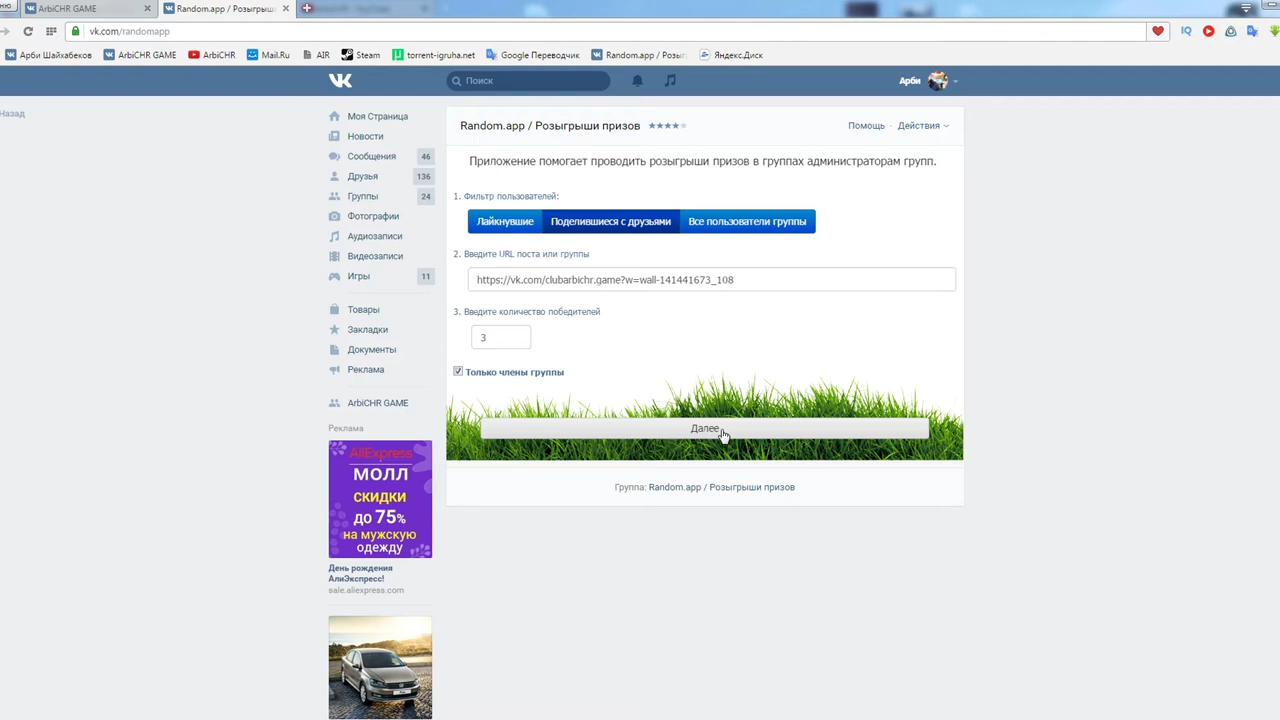 ню
ArbiCHR GAME
Random.app / Розыгрыш
vk.com/randomapp
Арби Шайхабеков
ArbiCHR GAME
ArbiCHR
Mail.Ru
AIR
Steam
torrent-igruha.net
Google Переводчик
Random.app / Розыг
Яндекс.Диск
Поиск
Арби
Назад
Моя Страница
Новости
Сообщения 46
Друзья 136
Группы 24
Фотографии
Аудиозаписи
Видеозаписи
Игры 11
Товары
Закладки
Документы
Реклама
ArbiCHR GAME
Реклама
AliExpress
МОЛЛ
СКИДКИ
ДО 75%
на мужскую
одежду
День рождения
АлиЭкспресс!
sale.aliexpress.com
Random.app / Розыгрыши призов
Помощь · Действия
Приложение помогает проводить розыгрыши призов в группах администраторам групп.
1. Фильтр пользователей:
Лайкнувшие
Поделившиеся с друзьями
Все пользователи группы
2. Введите URL поста или группы
https://vk.com/clubarbichr.game?w=wall-141441673_108
3. Введите количество победителей
3
Только члены группы
Далее
Группа: Random.app / Розыгрыши призов